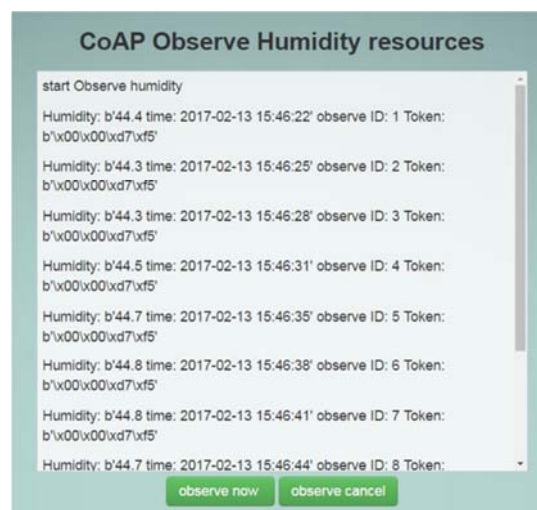 CoAP Observe Humidity resources
start Observe humidity
Humidity: b'44.4 time: 2017-02-13 15:46:22' observe ID: 1 Token:
b'\x00\x00\xd7\xf5'
Humidity: b'44.3 time: 2017-02-13 15:46:25' observe ID: 2 Token:
b'\x00\x00\xd7\xf5'
Humidity: b'44.3 time: 2017-02-13 15:46:28' observe ID: 3 Token:
b'\x00\x00\xd7\xf5'
Humidity: b'44.5 time: 2017-02-13 15:46:31' observe ID: 4 Token:
b'\x00\x00\xd7\xf5'
Humidity: b'44.7 time: 2017-02-13 15:46:35' observe ID: 5 Token:
b'\x00\x00\xd7\xf5'
Humidity: b'44.8 time: 2017-02-13 15:46:38' observe ID: 6 Token:
b'\x00\x00\xd7\xf5'
Humidity: b'44.8 time: 2017-02-13 15:46:41' observe ID: 7 Token:
b'\x00\x00\xd7\xf5'
Humidity: b'44.7 time: 2017-02-13 15:46:44' observe ID: 8 Token:
observe now observe cancel